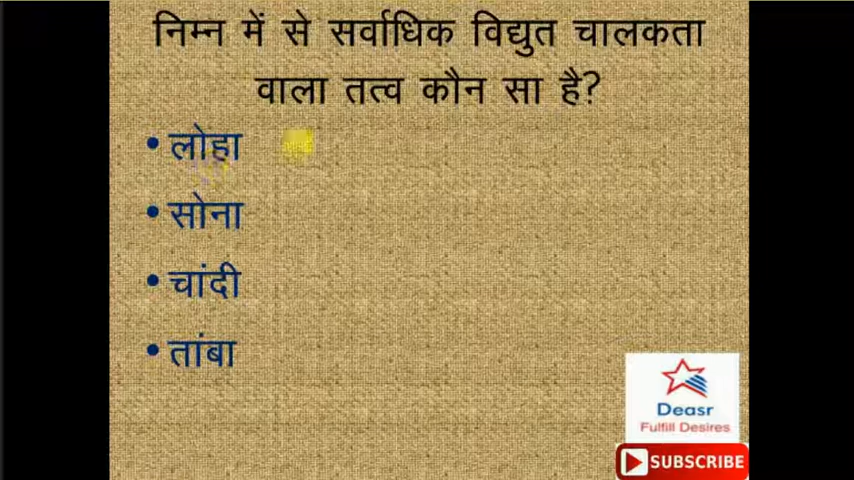 निम्न में से सर्वाधिक विद्युत चालकता
वाला तत्व कौन सा है?
• लोहा
• सोना
• चांदी
• तांबा
Deasr
Fulfill Desires
SUBSCRIBE